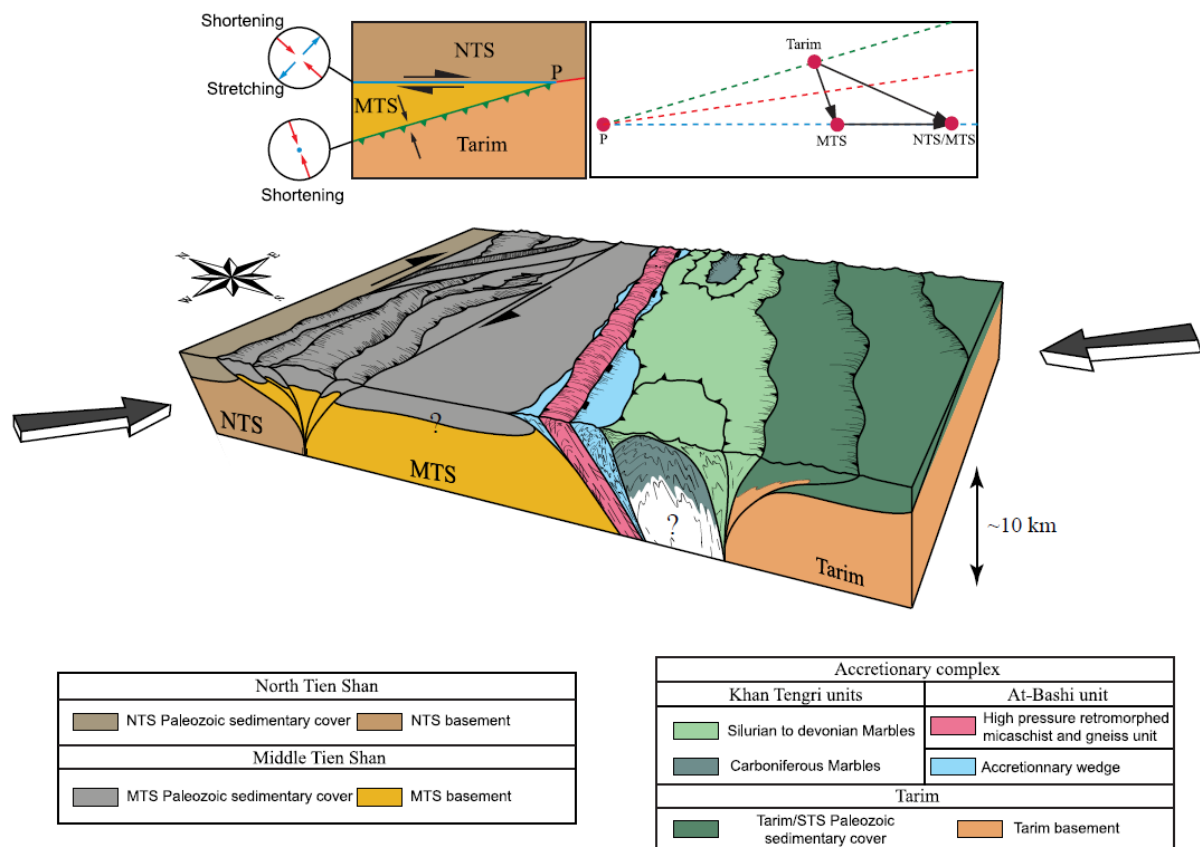 Shortening
Stretching
Shortening
NTS
P
MTS
Tarim
Tarim
P
MTS
NTS/MTS
N
E
W
S
NTS
?
MTS
?
Tarim
~10 km
North Tien Shan
NTS Paleozoic sedimentary cover
NTS basement
Middle Tien Shan
MTS Paleozoic sedimentary cover
MTS basement
Accretionary complex
Khan Tengri units
At-Bashi unit
Silurian to devonian Marbles
High pressure retromorphed
micaschist and gneiss unit
Carboniferous Marbles
Accretionnary wedge
Tarim
Tarim/STS Paleozoic
sedimentary cover
Tarim basement